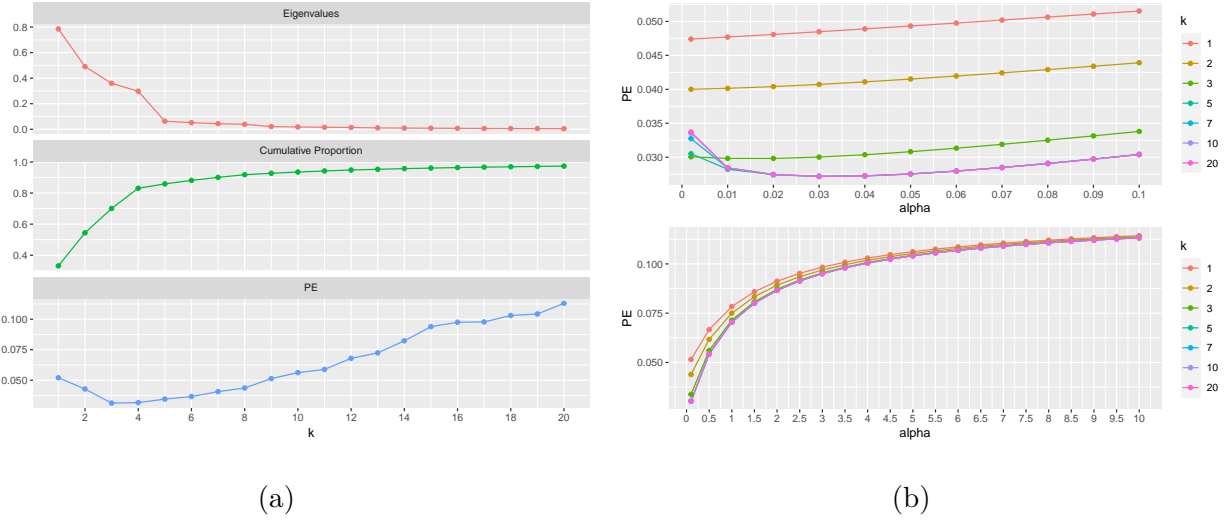 Eigenvalues
0.8
0.6
0.4
0.2
0.0
Cumulative Proportion
1.0
0.8
0.6
0.4
PE
0.100
0.075
0.050
2 4 6 8 10 12 14 16 18 20
k
(a)
0.050
0.045
0.040
0.035
0.030
PE
0 0.01 0.02 0.03 0.04 0.05 0.06 0.07 0.08 0.09 0.1
alpha
k
1
2
3
5
7
10
20
0.100
0.075
0.050
PE
0 0.5 1 1.5 2 2.5 3 3.5 4 4.5 5 5.5 6 6.5 7 7.5 8 8.5 9 9.5 10
alpha
k
1
2
3
5
7
10
20
(b)